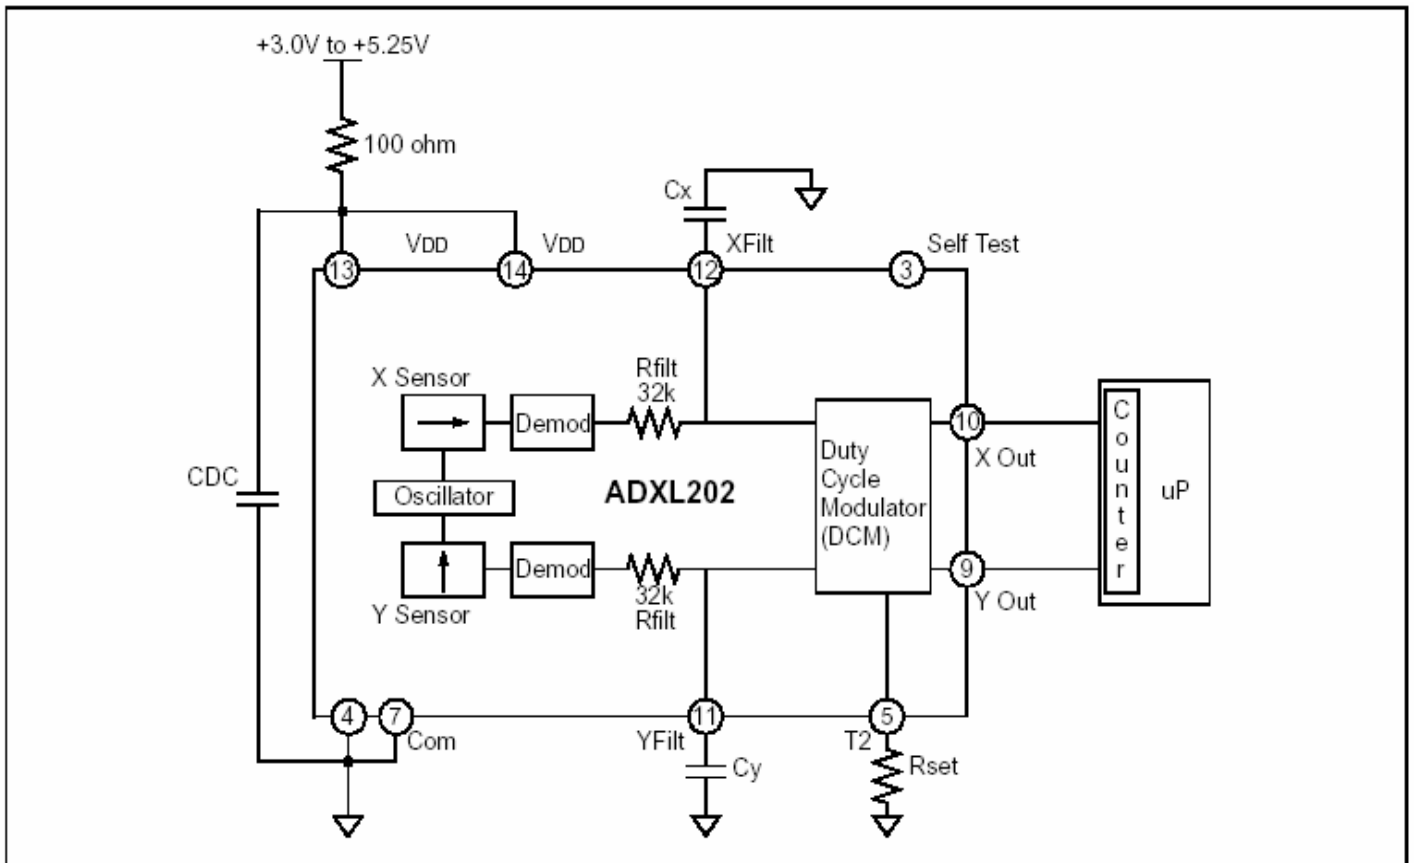 +3.0V to +5.25V
100 ohm
Cx
VDD
VDD
XFilt
Self Test
13
14
12
3
X Sensor
Rfilt
32k
Demod
10
X Out
Duty
Cycle
Modulator
(DCM)
Counter
uP
CDC
Oscillator
ADXL202
Demod
32k
Rfilt
Y Sensor
9
Y Out
4
7
Com
11
YFilt
5
T2
Cy
Rset